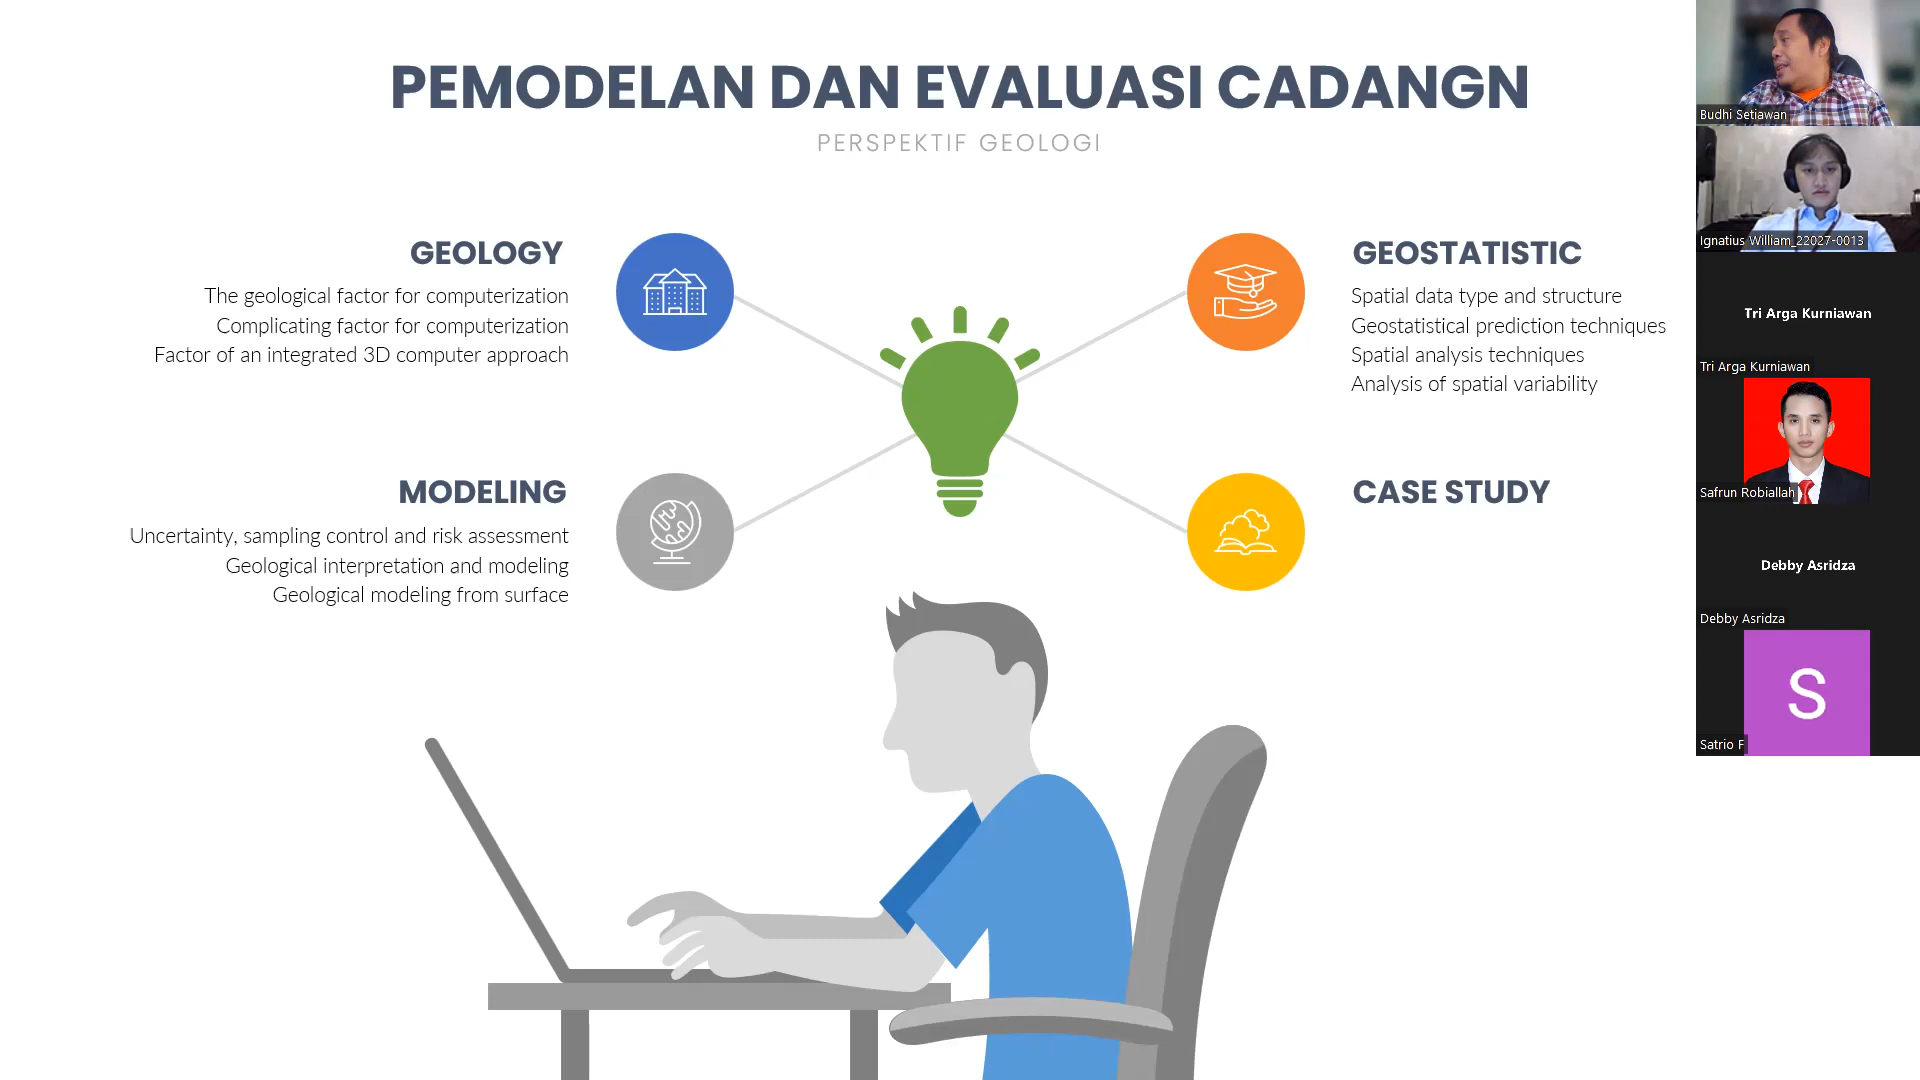 PEMODELAN DAN EVALUASI CADANGN
PERSPEKTIF GEOLOGI
GEOLOGY
The geological factor for computerization
Complicating factor for computerization
Factor of an integrated 3D computer approach
GEOSTATISTIC
Spatial data type and structure
Geostatistical prediction techniques
Spatial analysis techniques
Analysis of spatial variability
MODELING
Uncertainty, sampling control and risk assessment
Geological interpretation and modeling
Geological modeling from surface
CASE STUDY
Budhi Setiawan
Ignatius William_22027-0013
Tri Arga Kurniawan
Tri Arga Kurniawan
Safrun Robiallah
Debby Asridza
Debby Asridza
S
Satrio F